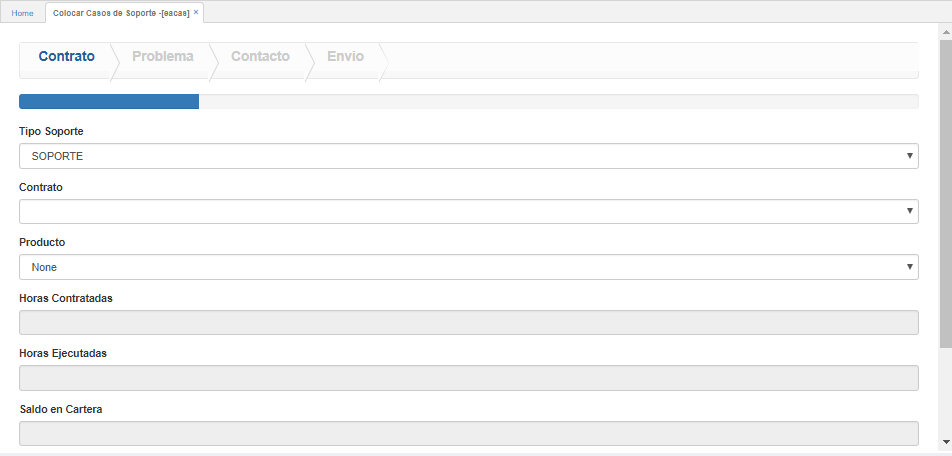 Home
Colocar Casos de Soporte -[eacas] ×
Contrato Problema Contacto Envio
Tipo Soporte
SOPORTE
Contrato
Producto
None
Horas Contratadas
Horas Ejecutadas
Saldo en Cartera